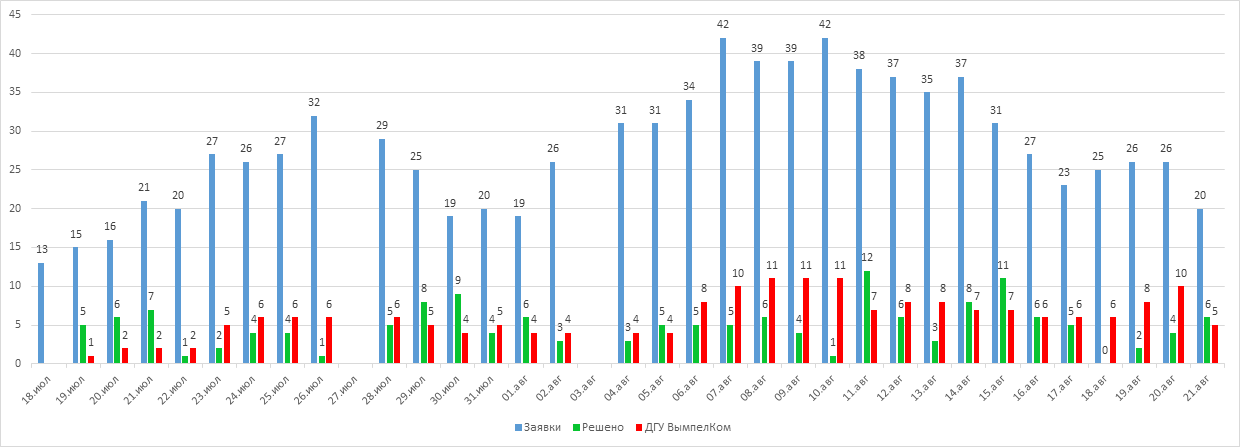 45
40
35
30
25
20
15
10
5
0
13 15 16 21 20 27 26 27 32 29 25 19 20 19 26 31 31 34 42 39 39 42 38 37 35 37 31 27 23 25 26 26 20
5 6 7 1 2 4 4 1 5 8 9 4 6 3 3 5 5 5 6 4 1 12 6 3 8 11 6 5 0 2 4 6
1 2 2 2 5 6 6 6 6 5 4 5 4 4 4 4 8 10 11 11 11 7 8 8 7 7 6 6 6 8 10 5
18.июл 19.июл 20.июл 21.июл 22.июл 23.июл 24.июл 25.июл 26.июл 27.июл 28.июл 29.июл 30.июл 31.июл 01.авг 02.авг 03.авг 04.авг 05.авг 06.авг 07.авг 08.авг 09.авг 10.авг 11.авг 12.авг 13.авг 14.авг 15.авг 16.авг 17.авг 18.авг 19.авг 20.авг 21.авг
Заявки Решено ДГУ ВымпелКом